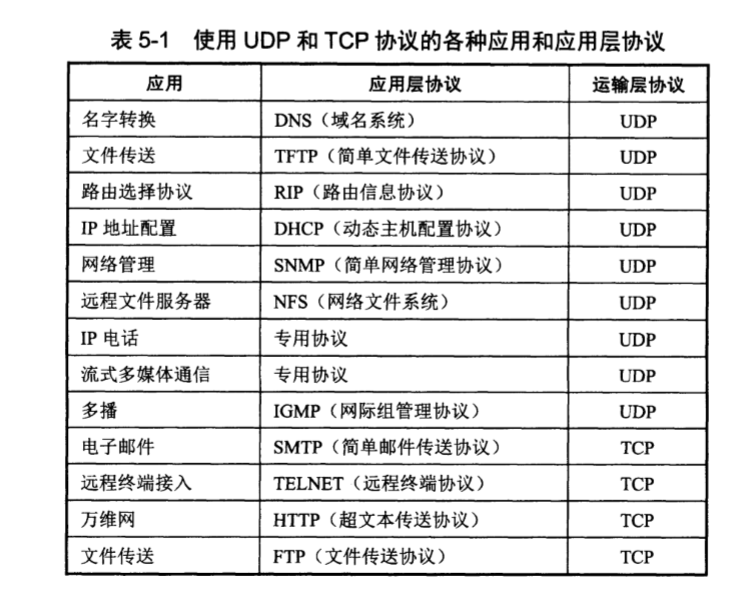 表 5-1 使用 UDP 和 TCP 协议的各种应用和应用层协议
应用 应用层协议 运输层协议
名字转换 DNS（域名系统） UDP
文件传送 TFTP（简单文件传送协议） UDP
路由选择协议 RIP（路由信息协议） UDP
IP 地址配置 DHCP（动态主机配置协议） UDP
网络管理 SNMP（简单网络管理协议） UDP
远程文件服务器 NFS（网络文件系统） UDP
IP 电话 专用协议 UDP
流式多媒体通信 专用协议 UDP
多播 IGMP（网际组管理协议） UDP
电子邮件 SMTP（简单邮件传送协议） TCP
远程终端接入 TELNET（远程终端协议） TCP
万维网 HTTP（超文本传送协议） TCP
文件传送 FTP（文件传送协议） TCP